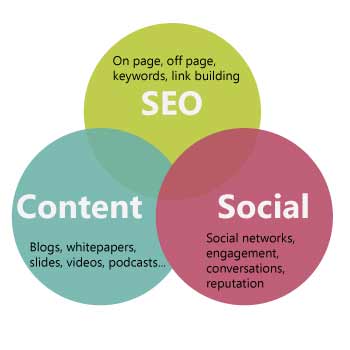 On page, off page,
keywords, link building
SEO
Content
Blogs, whitepapers,
slides, videos, podcasts...
Social
Social networks,
engagement,
conversations,
reputation